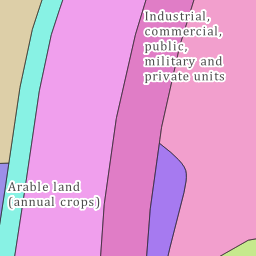 Industrial,
commercial,
public,
military and
private units
Arable land
(annual crops)